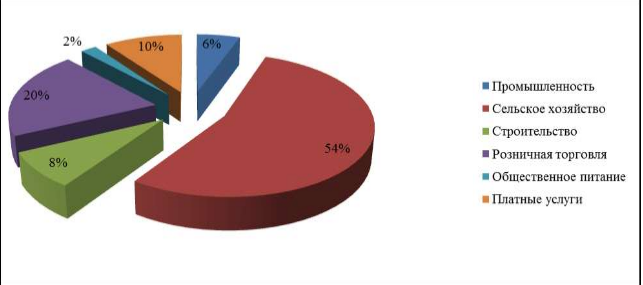 2%
10%
6%
20%
54%
8%
Промышленность
Сельское хозяйство
Строительство
Розничная торговля
Общественное питание
Платные услуги